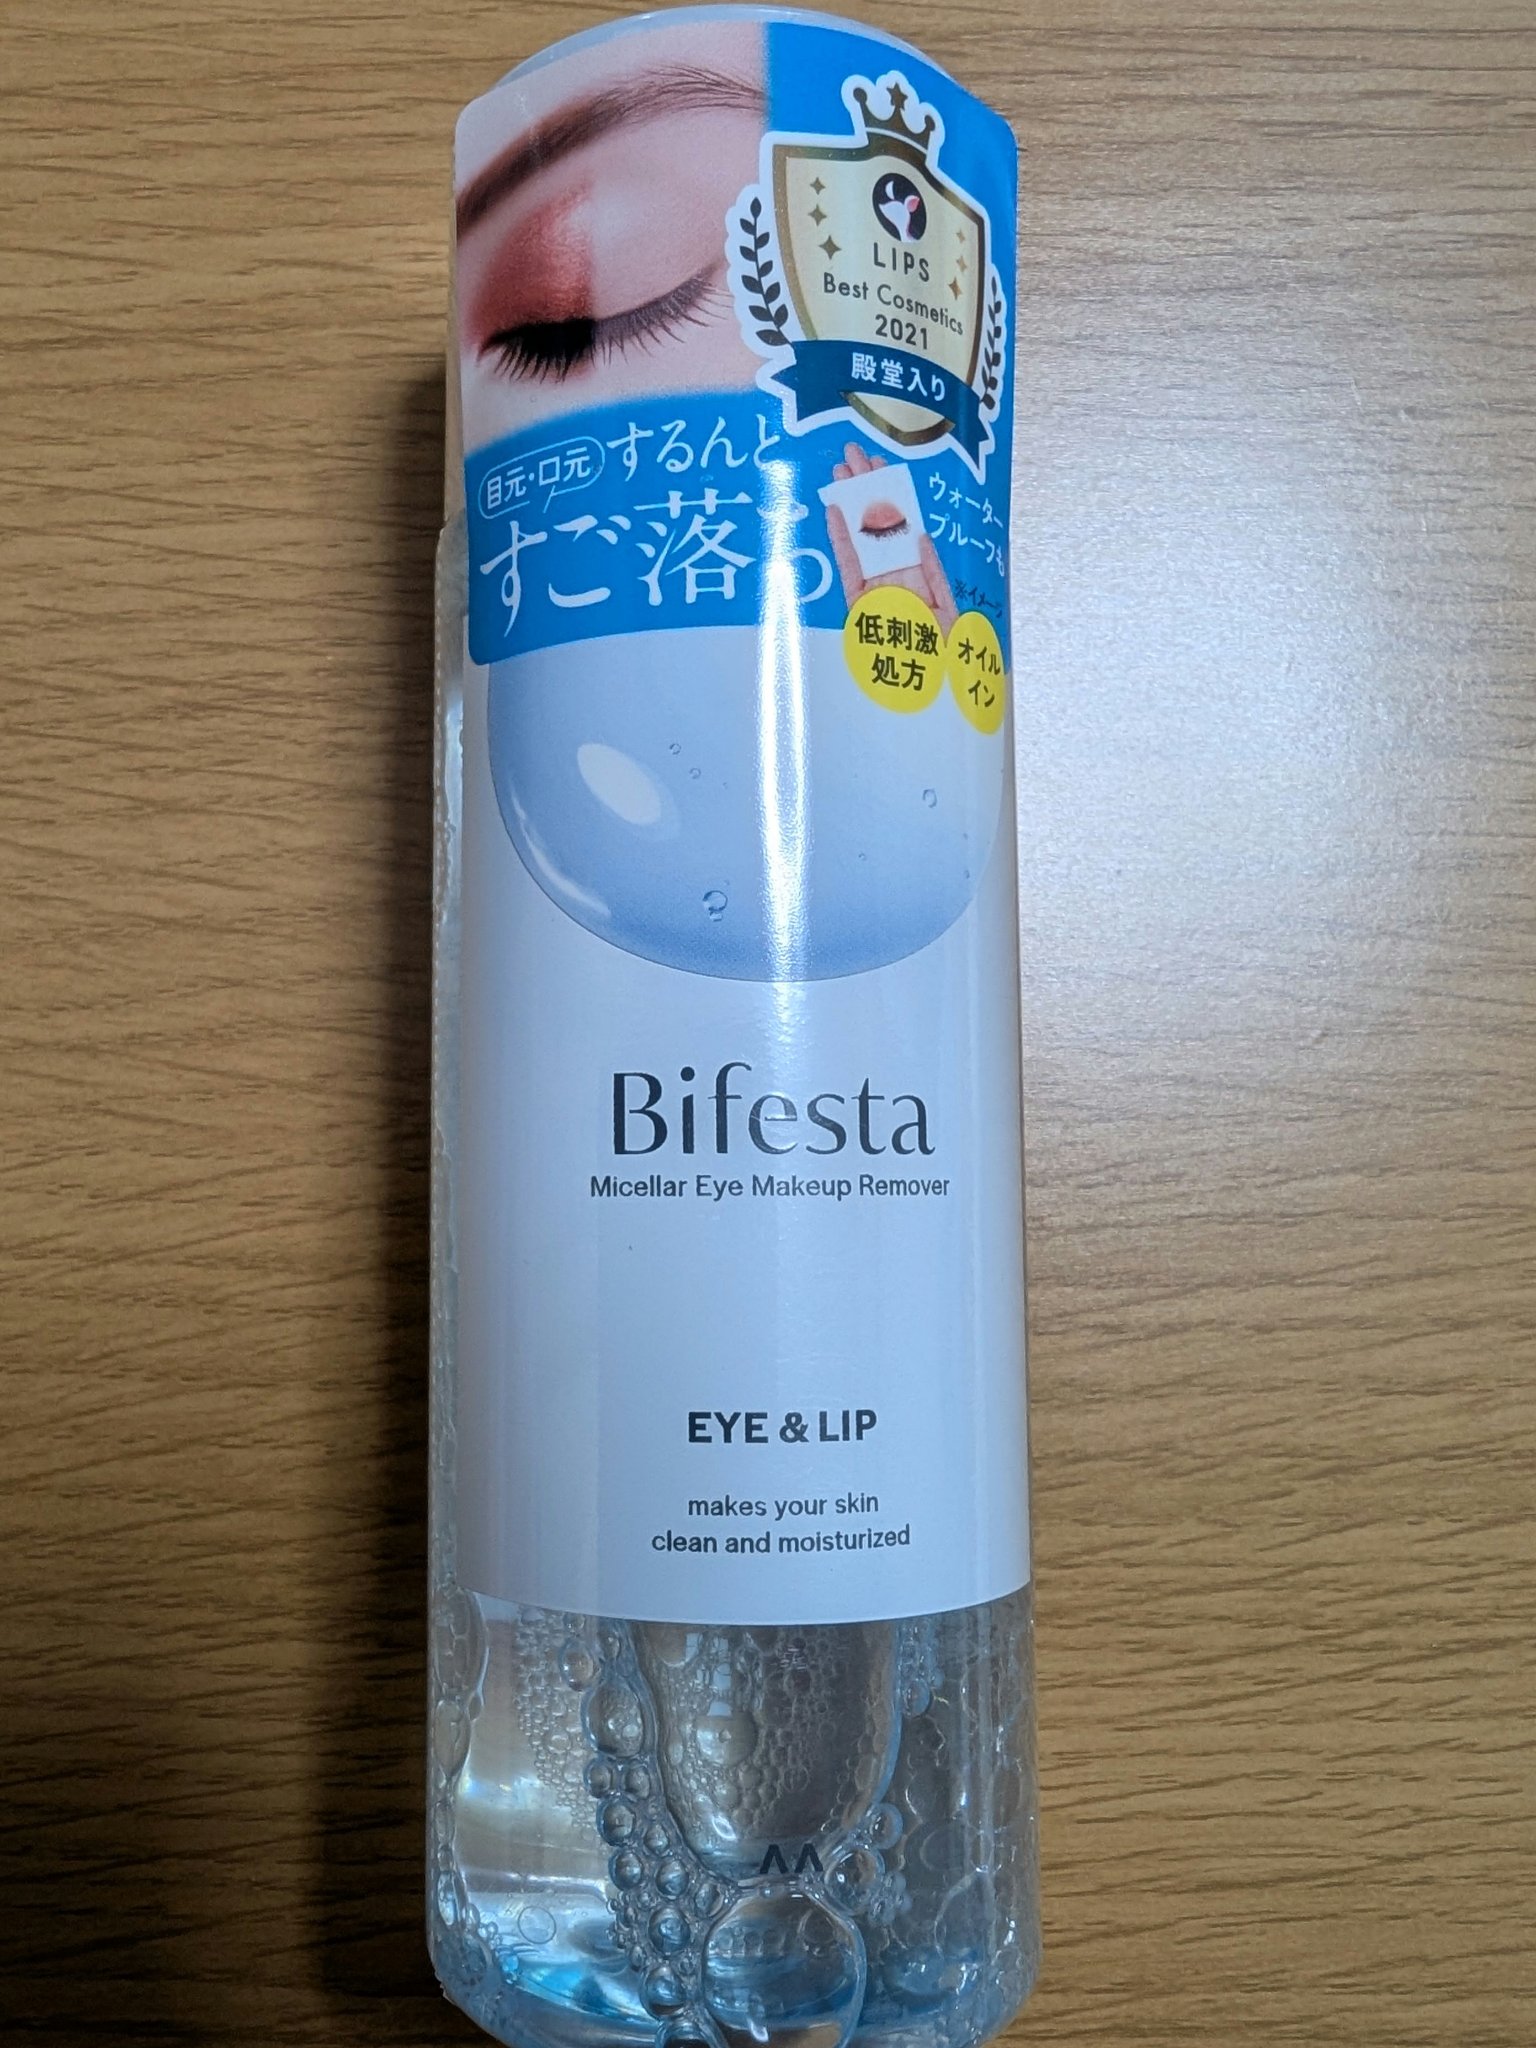 LIPS
Best Cosmetics
2021
殿堂入り
目元・口元 するんと
すご落ち
ウォーター
プルーフも
※イメージ
低刺激
処方
オイル
イン
Bifesta
Micellar Eye Makeup Remover
EYE & LIP
makes your skin
clean and moisturized